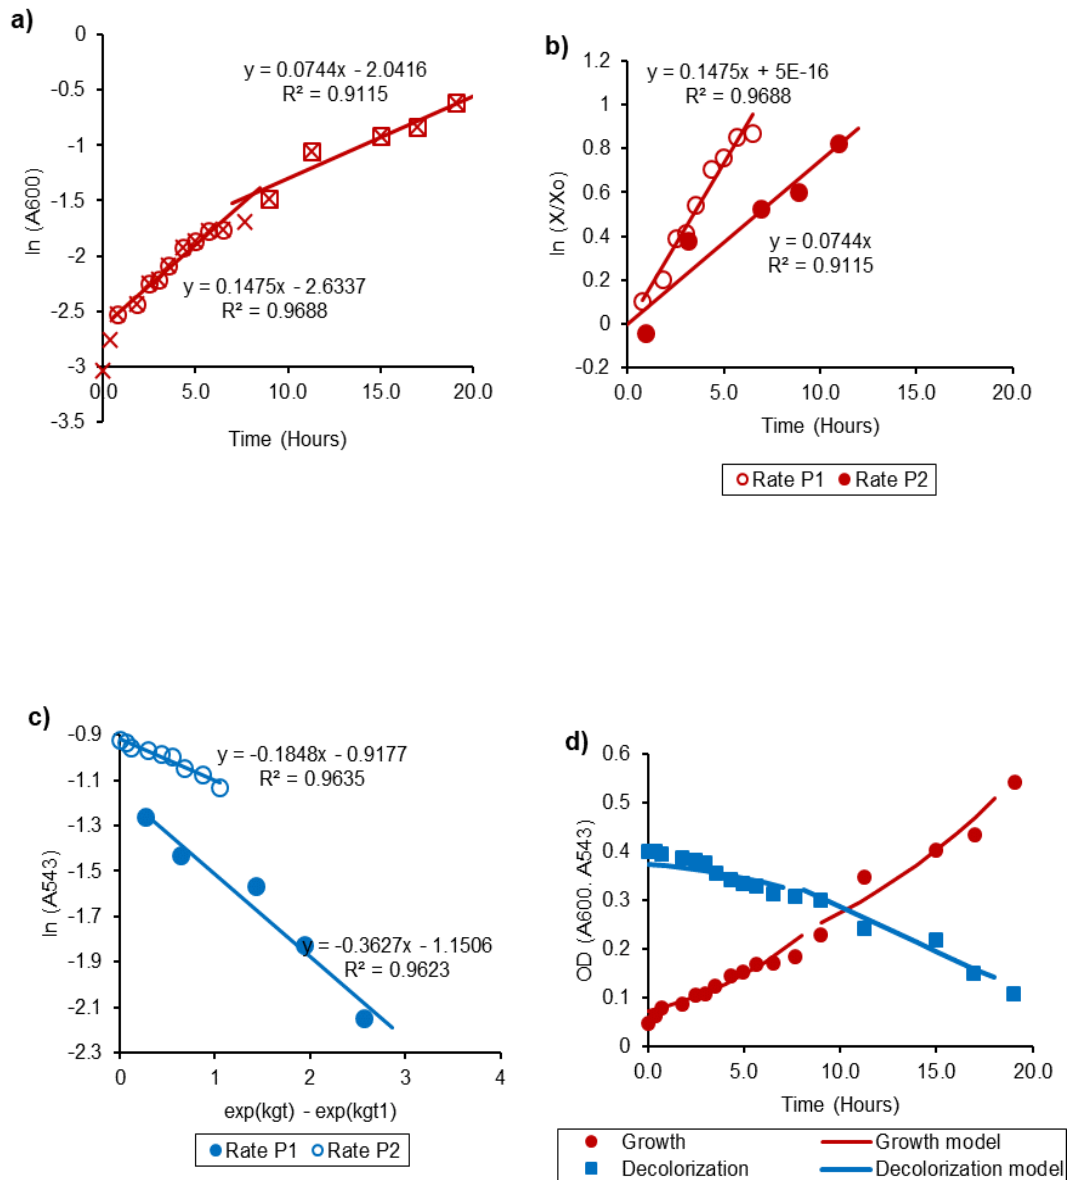 a)
0
-0.5
-1
-1.5
-2
-2.5
-3
-3.5
ln (A600)
y = 0.0744x - 2.0416
R² = 0.9115
y = 0.1475x - 2.6337
R² = 0.9688
0.0 5.0 10.0 15.0 20.0
Time (Hours)
b)
1.2
1
0.8
0.6
0.4
0.2
0
-0.2
ln (X/Xo)
y = 0.1475x + 5E-16
R² = 0.9688
y = 0.0744x
R² = 0.9115
0.0 5.0 10.0 15.0 20.0
Time (Hours)
Rate P1 Rate P2
c)
-0.9
-1.1
-1.3
-1.5
-1.7
-1.9
-2.1
-2.3
ln (A543)
y = -0.1848x - 0.9177
R² = 0.9635
y = -0.3627x - 1.1506
R² = 0.9623
0 1 2 3 4
exp(kgt) - exp(kgt1)
Rate P1 Rate P2
d)
0.6
0.5
0.4
0.3
0.2
0.1
0
OD (A600. A543)
0.0 5.0 10.0 15.0 20.0
Time (Hours)
Growth Growth model
Decolorization Decolorization model